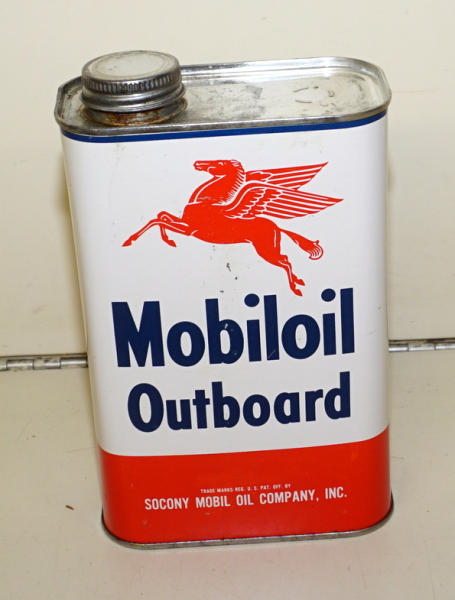 Mobiloil
Outboard
TRADE MARKS REG. U. S. PAT. OFF. BY
SOCONY MOBIL OIL COMPANY, INC.